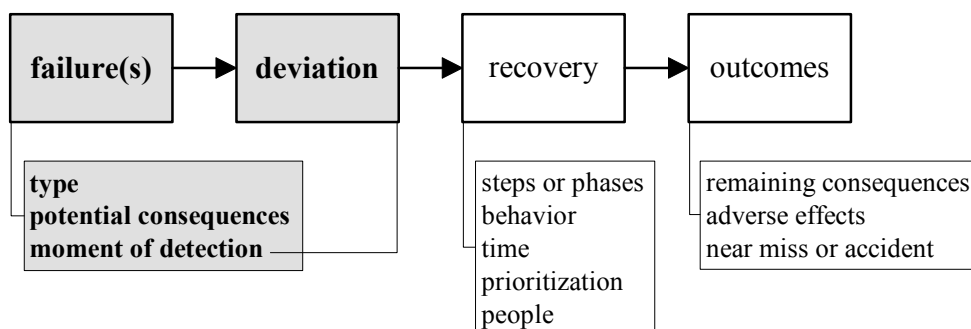 failure(s)
deviation
recovery
outcomes
type
potential consequences
moment of detection
steps or phases
behavior
time
prioritization
people
remaining consequences
adverse effects
near miss or accident